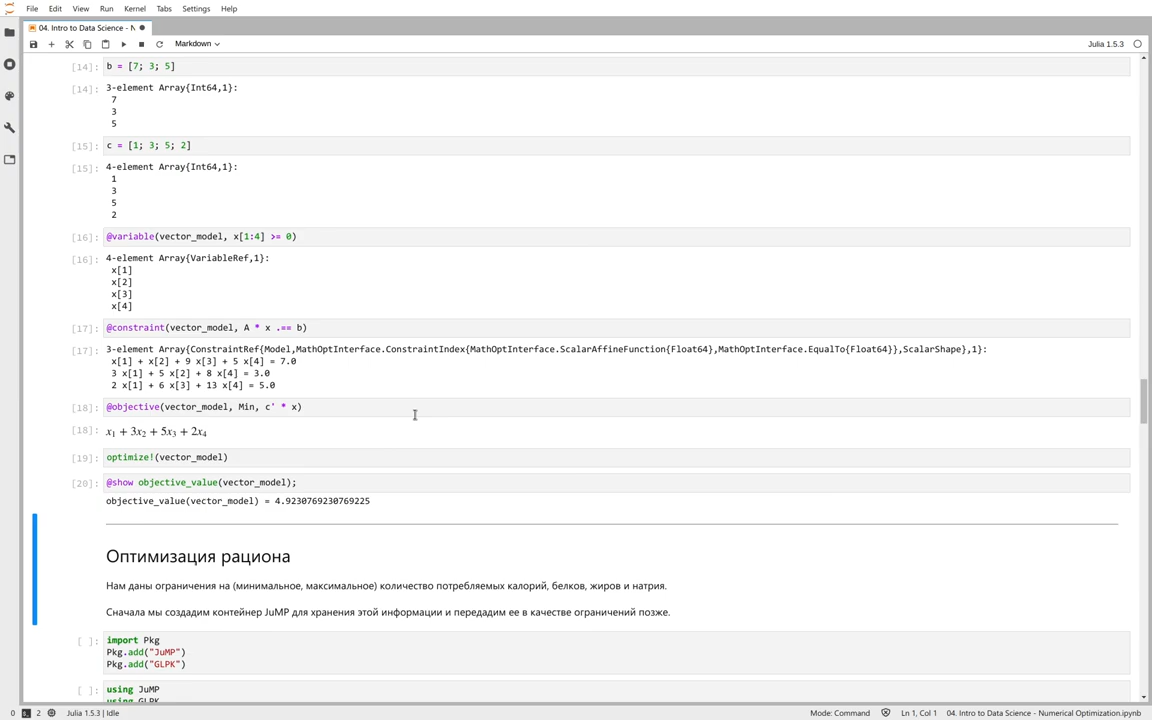 File Edit View Run Kernel Tabs Settings Help
04. Intro to Data Science - N
Markdown
Julia 1.5.3
[14]: b = [7; 3; 5]
[14]: 3-element Array{Int64,1}:
7
3
5
[15]: c = [1; 3; 5; 2]
[15]: 4-element Array{Int64,1}:
1
3
5
2
[16]: @variable(vector_model, x[1:4] >= 0)
[16]: 4-element Array{VariableRef,1}:
x[1]
x[2]
x[3]
x[4]
[17]: @constraint(vector_model, A * x .== b)
[17]: 3-element Array{ConstraintRef{Model,MathOptInterface.ConstraintIndex{MathOptInterface.ScalarAffineFunction{Float64},MathOptInterface.EqualTo{Float64}},ScalarShape},1}:
x[1] + x[2] + 9 x[3] + 5 x[4] = 7.0
3 x[1] + 5 x[2] + 8 x[4] = 3.0
2 x[1] + 6 x[3] + 13 x[4] = 5.0
[18]: @objective(vector_model, Min, c' * x)
[18]: x₁ + 3x₂ + 5x₃ + 2x₄
[19]: optimize!(vector_model)
[20]: @show objective_value(vector_model);
objective_value(vector_model) = 4.9230769230769225
Оптимизация рациона
Нам даны ограничения на (минимальное, максимальное) количество потребляемых калорий, белков, жиров и натрия.
Сначала мы создадим контейнер JuMP для хранения этой информации и передадим ее в качестве ограничений позже.
[ ]: import Pkg
Pkg.add("JuMP")
Pkg.add("GLPK")
[ ]: using JuMP
using GLPK
0 2 Julia 1.5.3 | Idle Mode: Command Ln 1, Col 1 04. Intro to Data Science - Numerical Optimization.ipynb